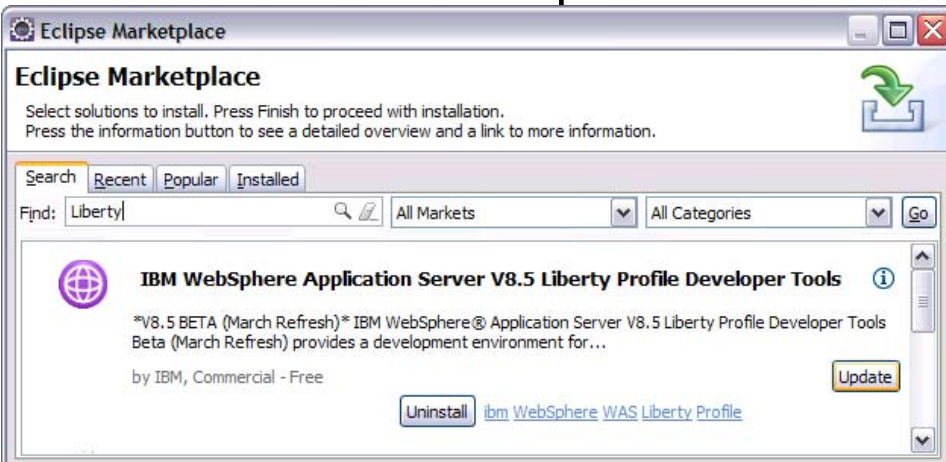 Eclipse Marketplace
Eclipse Marketplace
Select solutions to install. Press Finish to proceed with installation.
Press the information button to see a detailed overview and a link to more information.
Search Recent Popular Installed
Find: Liberty All Markets All Categories Go
IBM WebSphere Application Server V8.5 Liberty Profile Developer Tools
*V8.5 BETA (March Refresh)* IBM WebSphere® Application Server V8.5 Liberty Profile Developer Tools
Beta (March Refresh) provides a development environment for...
by IBM, Commercial - Free
Update
Uninstall ibm WebSphere WAS Liberty Profile